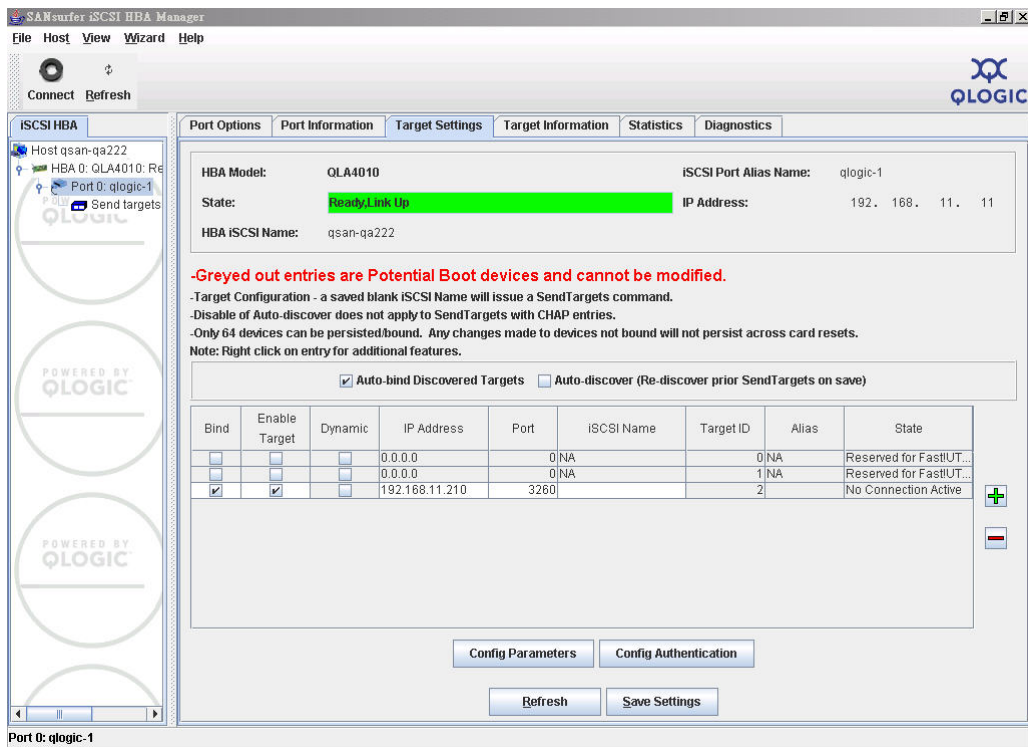 SANsurfer iSCSI HBA Manager
File Host View Wizard Help
Connect Refresh
QLOGIC
iSCSI HBA
Host qsan-qa222
HBA 0: QLA4010: Re
Port 0: qlogic-1
Send targets
POWERED BY
QLOGIC
POWERED BY
QLOGIC
Port Options Port Information Target Settings Target Information Statistics Diagnostics
HBA Model: QLA4010 iSCSI Port Alias Name: qlogic-1
State: Ready,Link Up IP Address: 192. 168. 11. 11
HBA iSCSI Name: qsan-qa222
-Greyed out entries are Potential Boot devices and cannot be modified.
-Target Configuration - a saved blank iSCSI Name will issue a SendTargets command.
-Disable of Auto-discover does not apply to SendTargets with CHAP entries.
-Only 64 devices can be persisted/bound. Any changes made to devices not bound will not persist across card resets.
Note: Right click on entry for additional features.
Auto-bind Discovered Targets Auto-discover (Re-discover prior SendTargets on save)
Bind Enable Target Dynamic IP Address Port iSCSI Name Target ID Alias State
0.0.0.0 0 NA 0 NA Reserved for Fast!UT...
0.0.0.0 0 NA 1 NA Reserved for Fast!UT...
192.168.11.210 3260 2 No Connection Active
Config Parameters Config Authentication
Refresh Save Settings
Port 0: qlogic-1